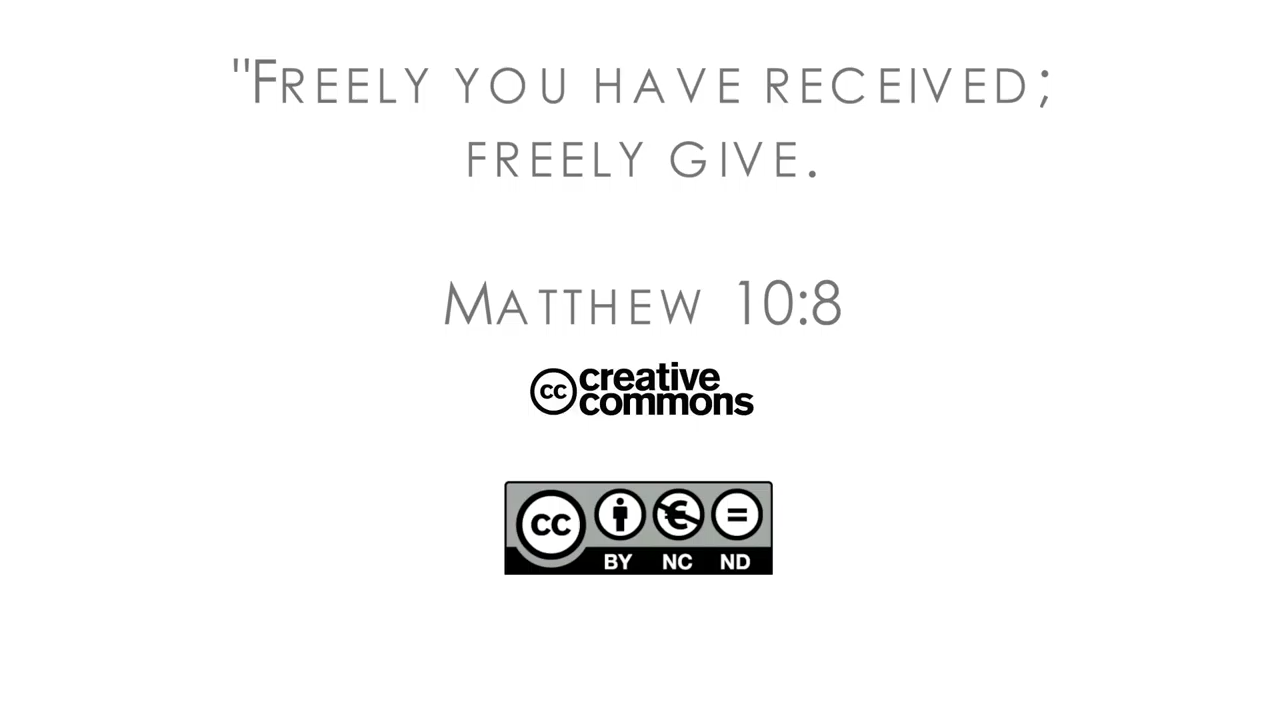 "FREELY YOU HAVE RECEIVED;
FREELY GIVE.
MATTHEW 10:8
cc creative
commons
cc
BY NC ND